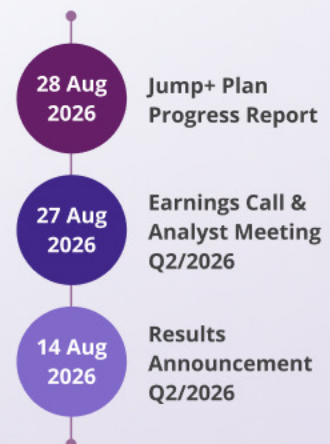 28 Aug
2026
Jump+ Plan
Progress Report
27 Aug
2026
Earnings Call &
Analyst Meeting
Q2/2026
14 Aug
2026
Results
Announcement
Q2/2026